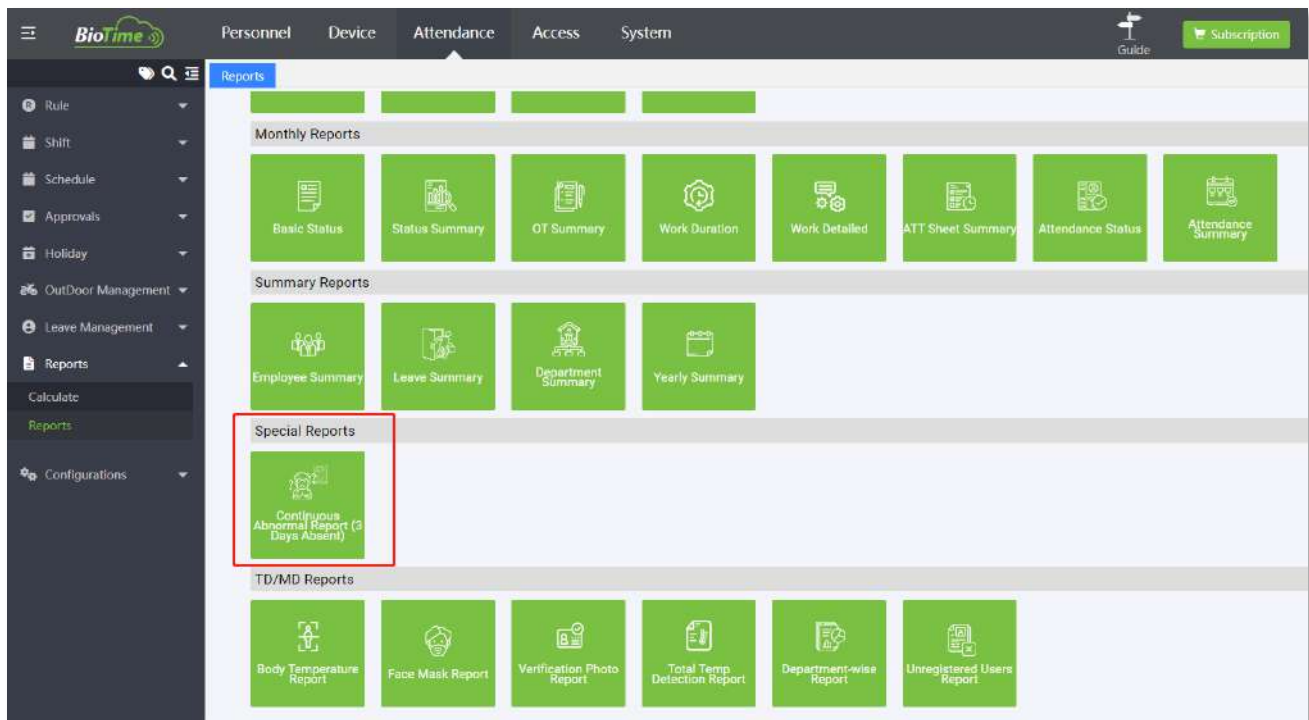 BioTime
Personnel
Device
Attendance
Access
System
Guide
Subscription
Reports
Rule
Shift
Schedule
Approvals
Holiday
OutDoor Management
Leave Management
Reports
Calculate
Reports
Configurations
Monthly Reports
Basic Status
Status Summary
OT Summary
Work Duration
Work Detailed
ATT Sheet Summary
Attendance Status
Attendance
Summary
Summary Reports
Employee Summary
Leave Summary
Department
Summary
Yearly Summary
Special Reports
Continuous
Abnormal Report (3
Days Absent)
TD/MD Reports
Body Temperature
Report
Face Mask Report
Verification Photo
Report
Total Temp
Detection Report
Department-wise
Report
Unregistered Users
Report